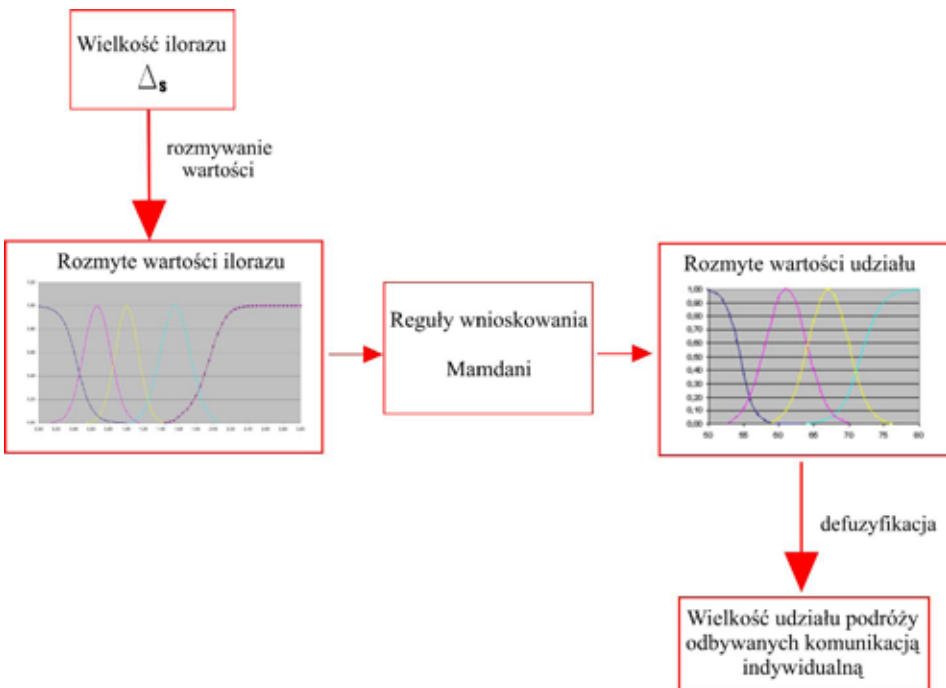 Wielkość ilorazu
Δs
rozmywanie
wartości
Rozmyte wartości ilorazu
Reguły wnioskowania
Mamdani
Rozmyte wartości udziału
1,00
0,90
0,80
0,70
0,60
0,50
0,40
0,30
0,20
0,10
0,00
50 55 60 65 70 75 80
defuzyfikacja
Wielkość udziału podróży
odbywanych komunikacją
indywidualną